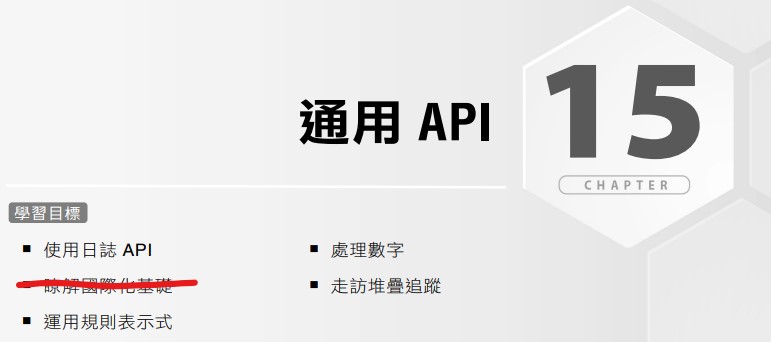 通用 API
15
CHAPTER
學習目標
■ 使用日誌 API
■ 瞭解國際化基礎
■ 運用規則表示式
■ 處理數字
■ 走訪堆疊追蹤